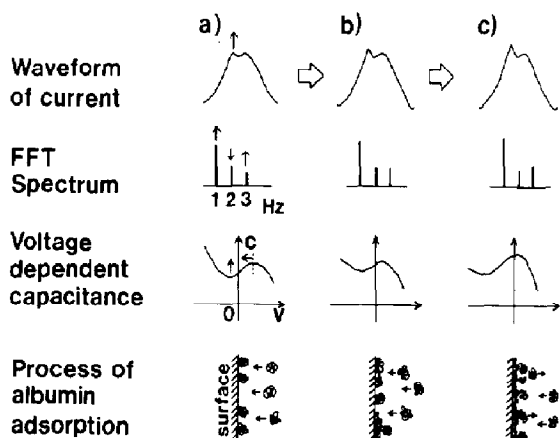 a) b) c)
Waveform
of current
FFT
Spectrum
1 2 3 Hz
Voltage
dependent
capacitance
C
0 V
Process of
albumin
adsorption
surface